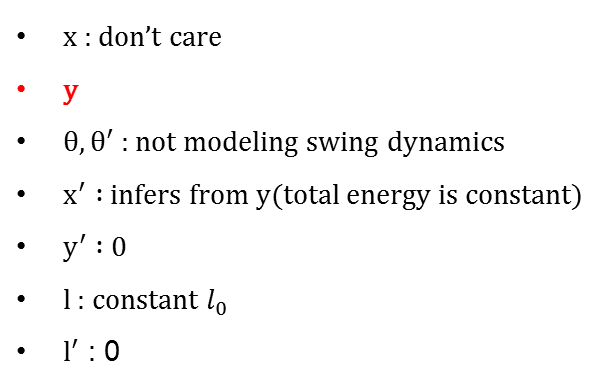 • x : don’t care
• y
• θ, θ′ : not modeling swing dynamics
• x′ : infers from y(total energy is constant)
• y′ : 0
• l : constant l₀
• l′ : 0